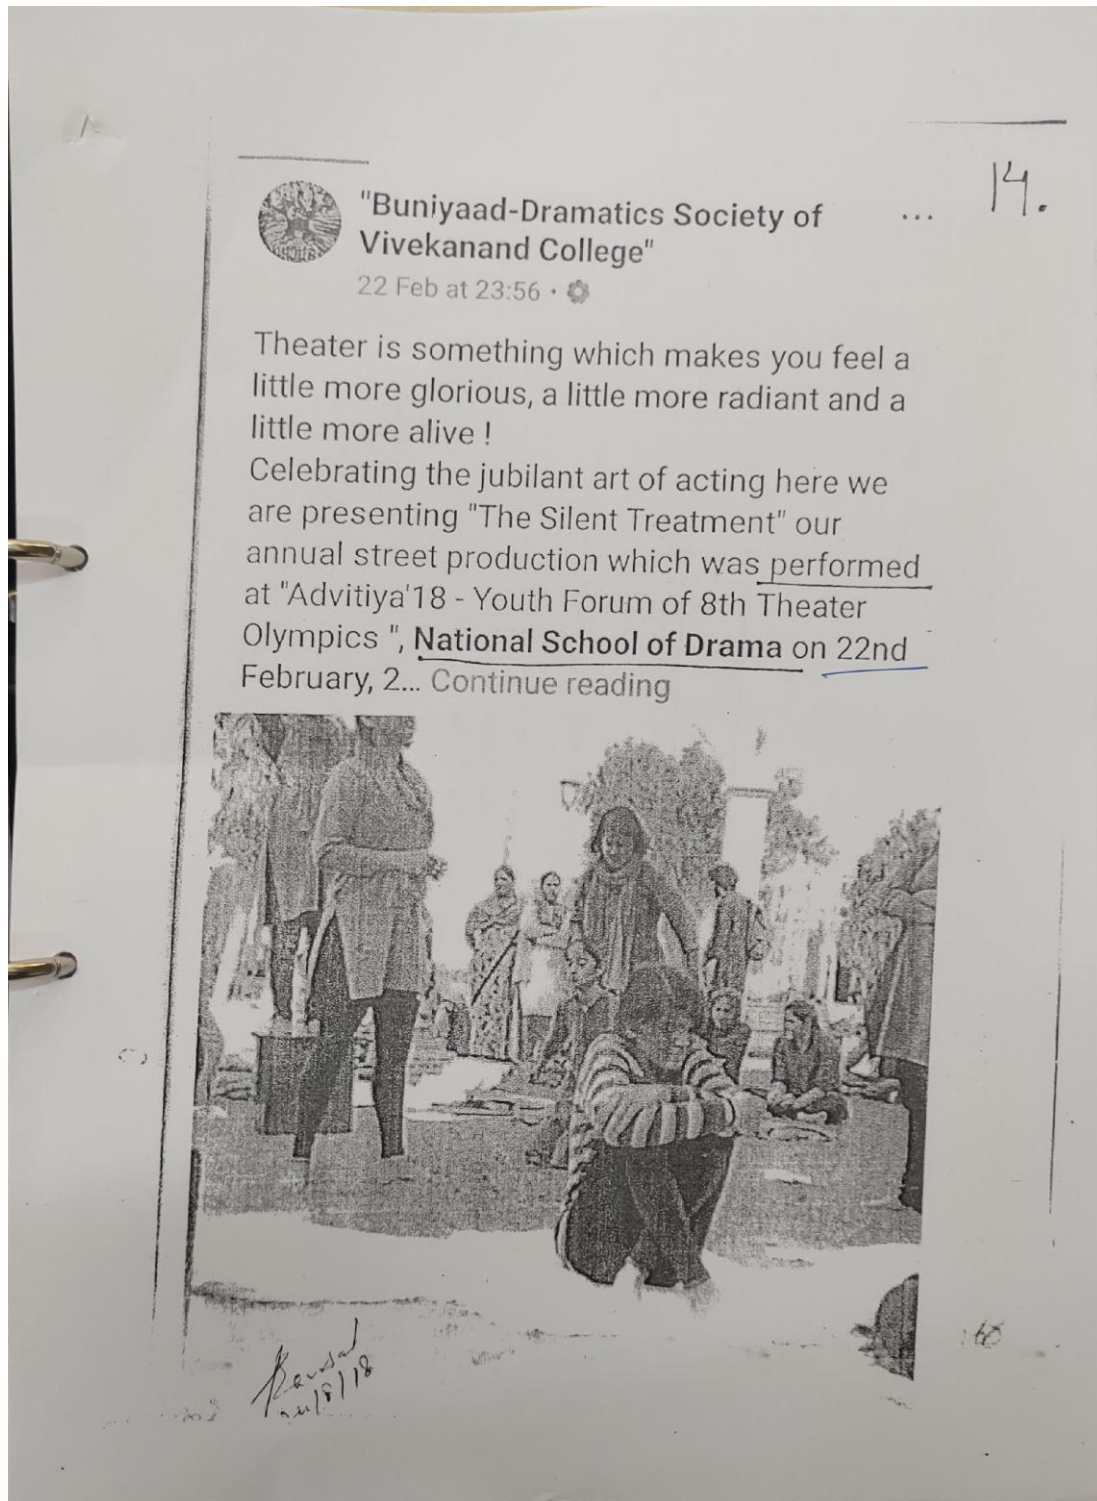 14.
"Buniyaad-Dramatics Society of
Vivekanand College"
...
22 Feb at 23:56 ·
Theater is something which makes you feel a
little more glorious, a little more radiant and a
little more alive !
Celebrating the jubilant art of acting here we
are presenting "The Silent Treatment" our
annual street production which was performed
at "Advitiya'18 - Youth Forum of 8th Theater
Olympics ", National School of Drama on 22nd
February, 2... Continue reading